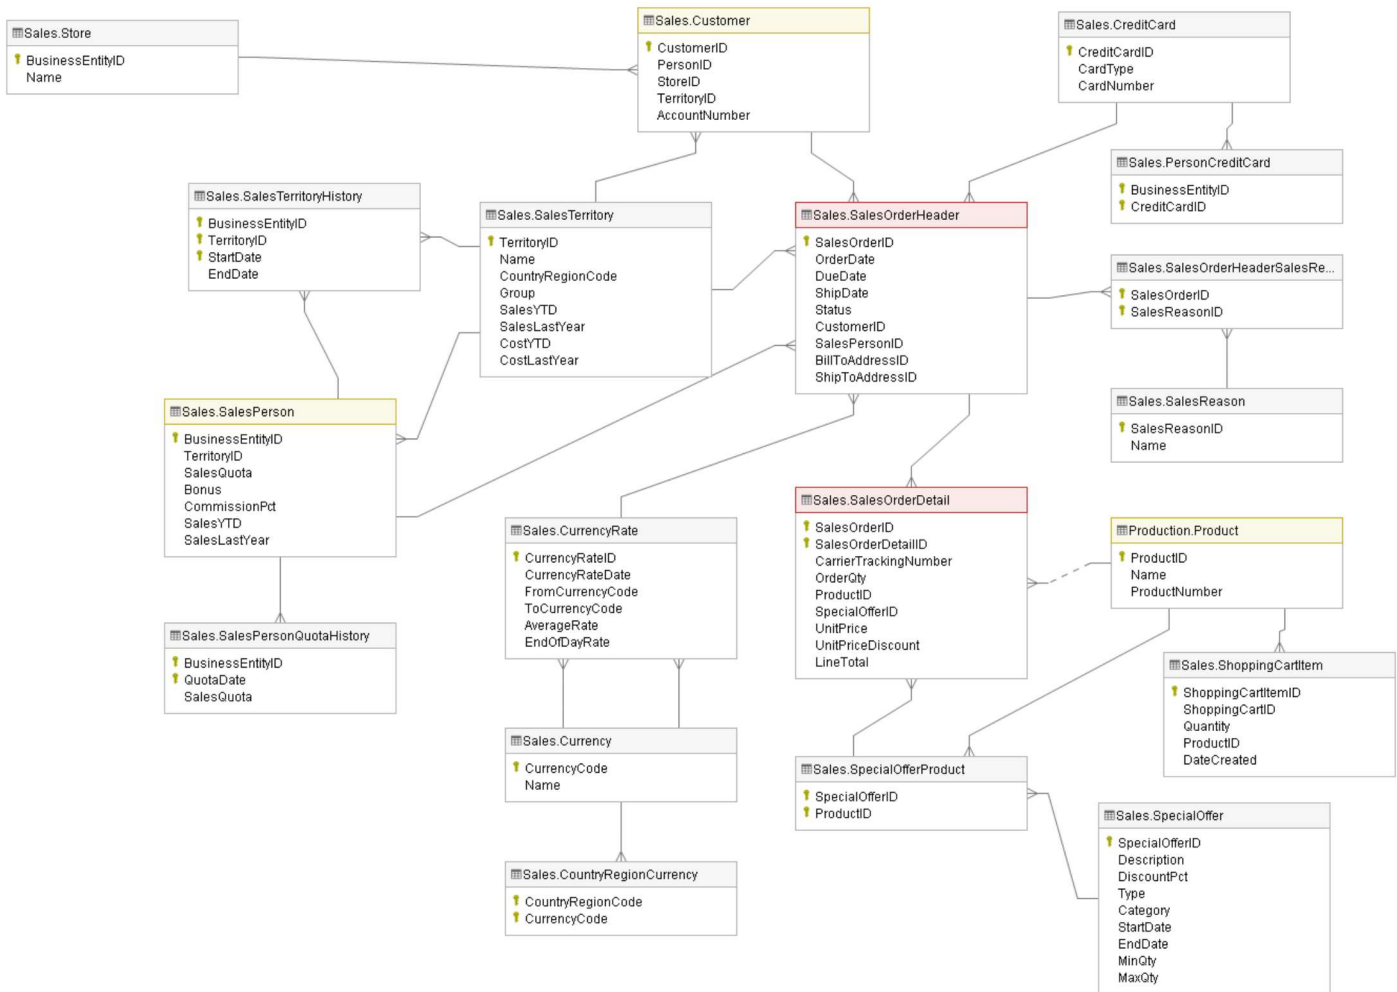 Sales.Store
BusinessEntityID
Name
Sales.Customer
CustomerID
PersonID
StoreID
TerritoryID
AccountNumber
Sales.CreditCard
CreditCardID
CardType
CardNumber
Sales.PersonCreditCard
BusinessEntityID
CreditCardID
Sales.SalesTerritoryHistory
BusinessEntityID
TerritoryID
StartDate
EndDate
Sales.SalesTerritory
TerritoryID
Name
CountryRegionCode
Group
SalesYTD
SalesLastYear
CostYTD
CostLastYear
Sales.SalesOrderHeader
SalesOrderID
OrderDate
DueDate
ShipDate
Status
CustomerID
SalesPersonID
BillToAddressID
ShipToAddressID
Sales.SalesOrderHeaderSalesRe...
SalesOrderID
SalesReasonID
Sales.SalesReason
SalesReasonID
Name
Sales.SalesPerson
BusinessEntityID
TerritoryID
SalesQuota
Bonus
CommissionPct
SalesYTD
SalesLastYear
Sales.SalesPersonQuotaHistory
BusinessEntityID
QuotaDate
SalesQuota
Sales.CurrencyRate
CurrencyRateID
CurrencyRateDate
FromCurrencyCode
ToCurrencyCode
AverageRate
EndOfDayRate
Sales.Currency
CurrencyCode
Name
Sales.CountryRegionCurrency
CountryRegionCode
CurrencyCode
Sales.SalesOrderDetail
SalesOrderID
SalesOrderDetailID
CarrierTrackingNumber
OrderQty
ProductID
SpecialOfferID
UnitPrice
UnitPriceDiscount
LineTotal
Production.Product
ProductID
Name
ProductNumber
Sales.ShoppingCartItem
ShoppingCartItemID
ShoppingCartID
Quantity
ProductID
DateCreated
Sales.SpecialOfferProduct
SpecialOfferID
ProductID
Sales.SpecialOffer
SpecialOfferID
Description
DiscountPct
Type
Category
StartDate
EndDate
MinQty
MaxQty